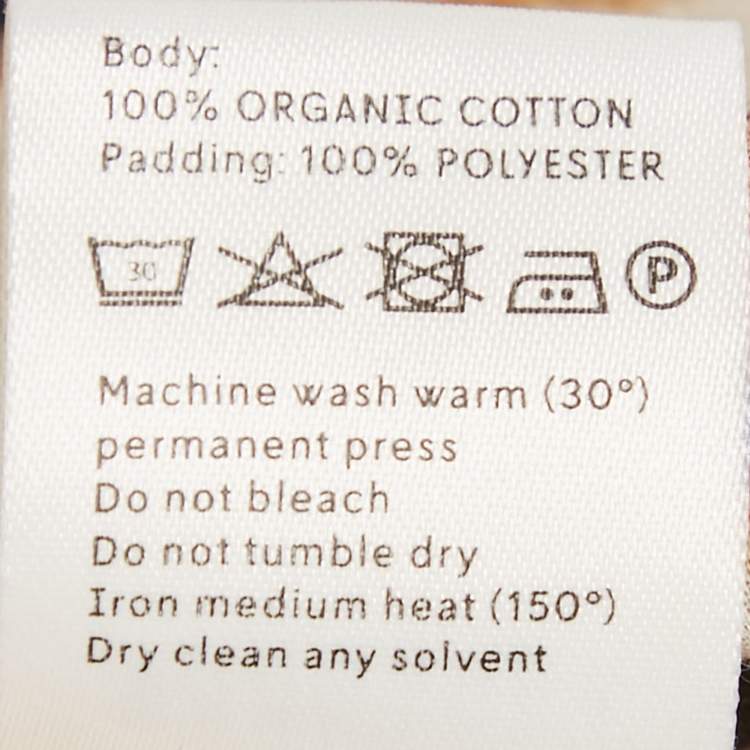 Body:
100% ORGANIC COTTON
Padding: 100% POLYESTER
30 P
Machine wash warm (30°)
permanent press
Do not bleach
Do not tumble dry
Iron medium heat (150°)
Dry clean any solvent